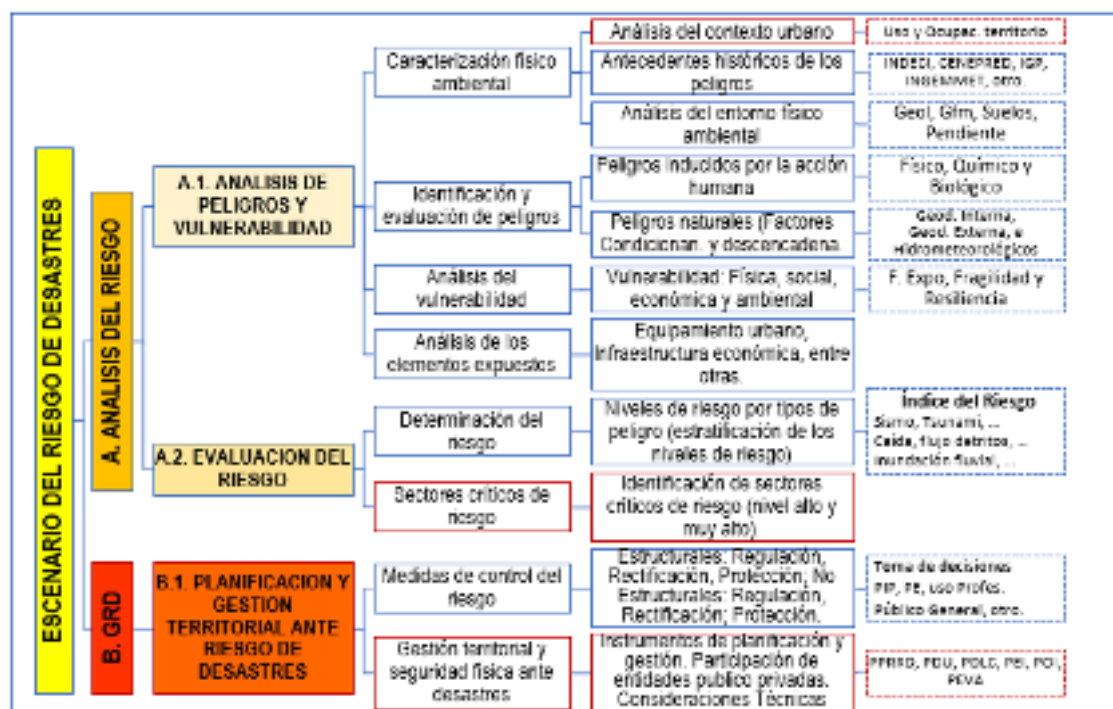 ESCENARIO DEL RIESGO DE DESASTRES
A. ANALISIS DEL RIESGO
A.1. ANALISIS DE
PELIGROS Y
VULNERABILIDAD
Caracterización físico
ambiental
Análisis del contexto urbano
Uso y Ocupac. territorio
Antecedentes históricos de los
peligros
INDECI, CENEPRED, IGP,
INGEMMET, otro.
Análisis del entorno físico
ambiental
Geol, Gfm, Suelos,
Pendiente
Identificación y
evaluación de peligros
Peligros inducidos por la acción
humana
Físico, Químico y
Biológico
Peligros naturales (Factores
Condicionan. y descencadena.
Geod. Interna,
Geod. Externa, e
Hidrometeorológicos
Análisis del
vulnerabilidad
Vulnerabilidad: Física, social,
económica y ambiental
F. Expo, Fragilidad y
Resiliencia
Análisis de los
elementos expuestos
Equipamiento urbano,
Infraestructura económica, entre
otras.
A.2. EVALUACION DEL
RIESGO
Determinación del
riesgo
Niveles de riesgo por tipos de
peligro (estratificación de los
niveles de riesgo)
Índice del Riesgo
Sismo, Tsunami, ...
Caída, flujo detritos, ...
Inundación fluvial, ...
Sectores críticos de
riesgo
Identificación de sectores
críticos de riesgo (nivel alto y
muy alto).
B. GRD
B.1. PLANIFICACION Y
GESTION
TERRITORIAL ANTE
RIESGO DE
DESASTRES
Medidas de control del
riesgo
Estructurales: Regulación,
Rectificación, Protección; No
Estructurales: Regulación,
Rectificación; Protección.
Toma de decisiones
PIP, PE, uso Profes.
Público General, otro.
Gestión territorial y
seguridad física ante
desastres
Instrumentos de planificación y
gestión. Participación de
entidades publico privadas.
Consideraciones Técnicas
PPRRD, PDU, PDLC, PEI, POI,